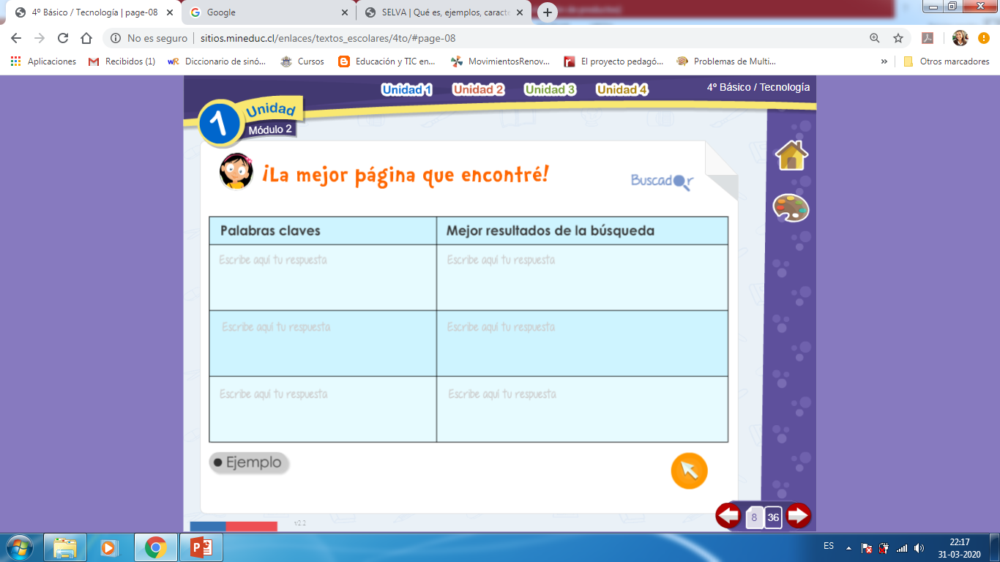 4º Básico / Tecnología | page-08
Google
SELVA | Qué es, ejemplos, caracte
No es seguro | sitios.mineduc.cl/enlaces/textos_escolares/4to/#page-08
Aplicaciones
Recibidos (1)
Diccionario de sinó...
Cursos
Educación y TIC en...
MovimientosRenov...
El proyecto pedagó...
Problemas de Multi...
»
Otros marcadores
Unidad 1 Unidad 2 Unidad 3 Unidad 4
4º Básico / Tecnología
1 Unidad
Módulo 2
¡La mejor página que encontré!
Buscador
Palabras claves
Mejor resultados de la búsqueda
Escribe aquí tu respuesta
Escribe aquí tu respuesta
Escribe aquí tu respuesta
Escribe aquí tu respuesta
Escribe aquí tu respuesta
Escribe aquí tu respuesta
Ejemplo
8 36
v2.2
ES
22:17
31-03-2020